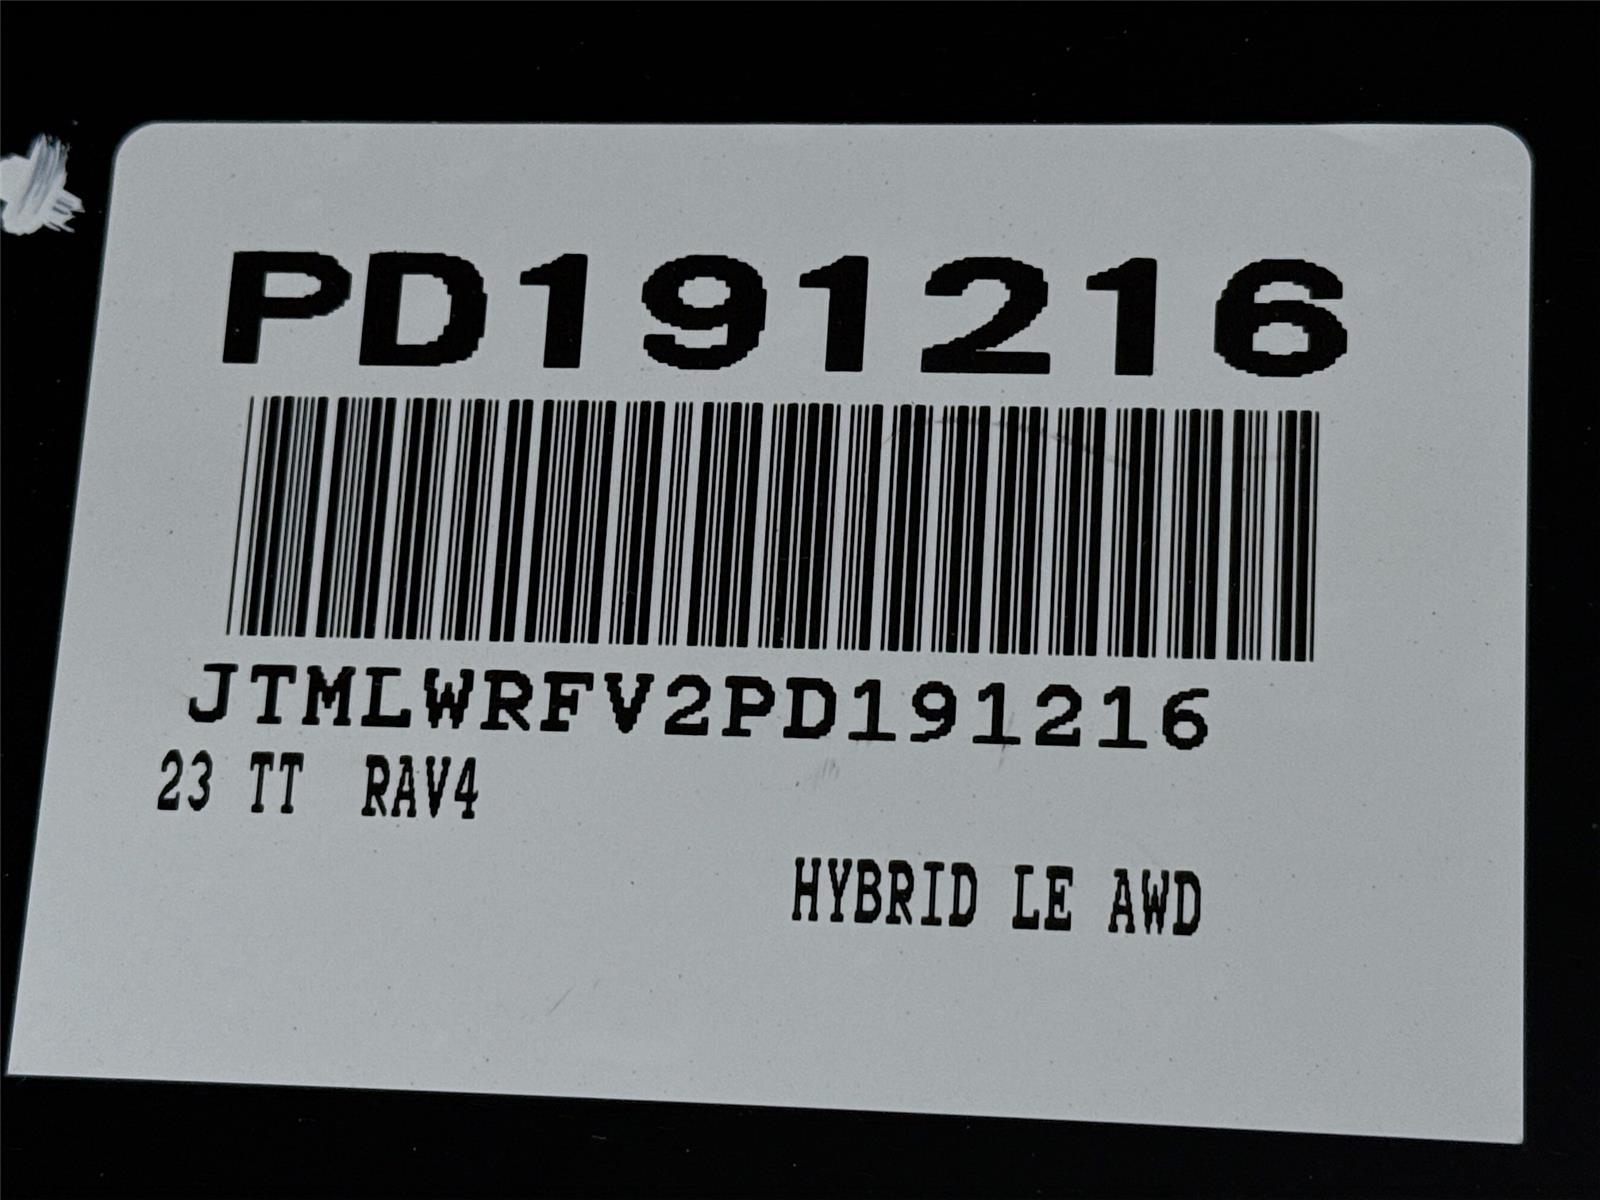 PD191216
JTMLWRFV2PD191216
23 TT RAV4
HYBRID LE AWD